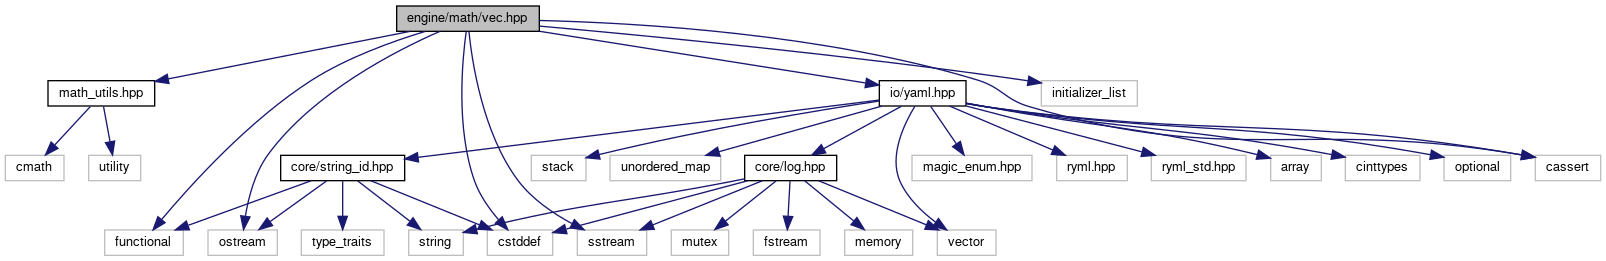 engine/math/vec.hpp
math_utils.hpp
io/yaml.hpp
initializer_list
cmath
utility
core/string_id.hpp
stack
unordered_map
core/log.hpp
magic_enum.hpp
ryml.hpp
ryml_std.hpp
array
cinttypes
optional
cassert
functional
ostream
type_traits
string
cstddef
sstream
mutex
fstream
memory
vector